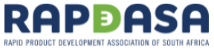 RAPDASA
RAPID PRODUCT DEVELOPMENT ASSOCIATION OF SOUTH AFRICA